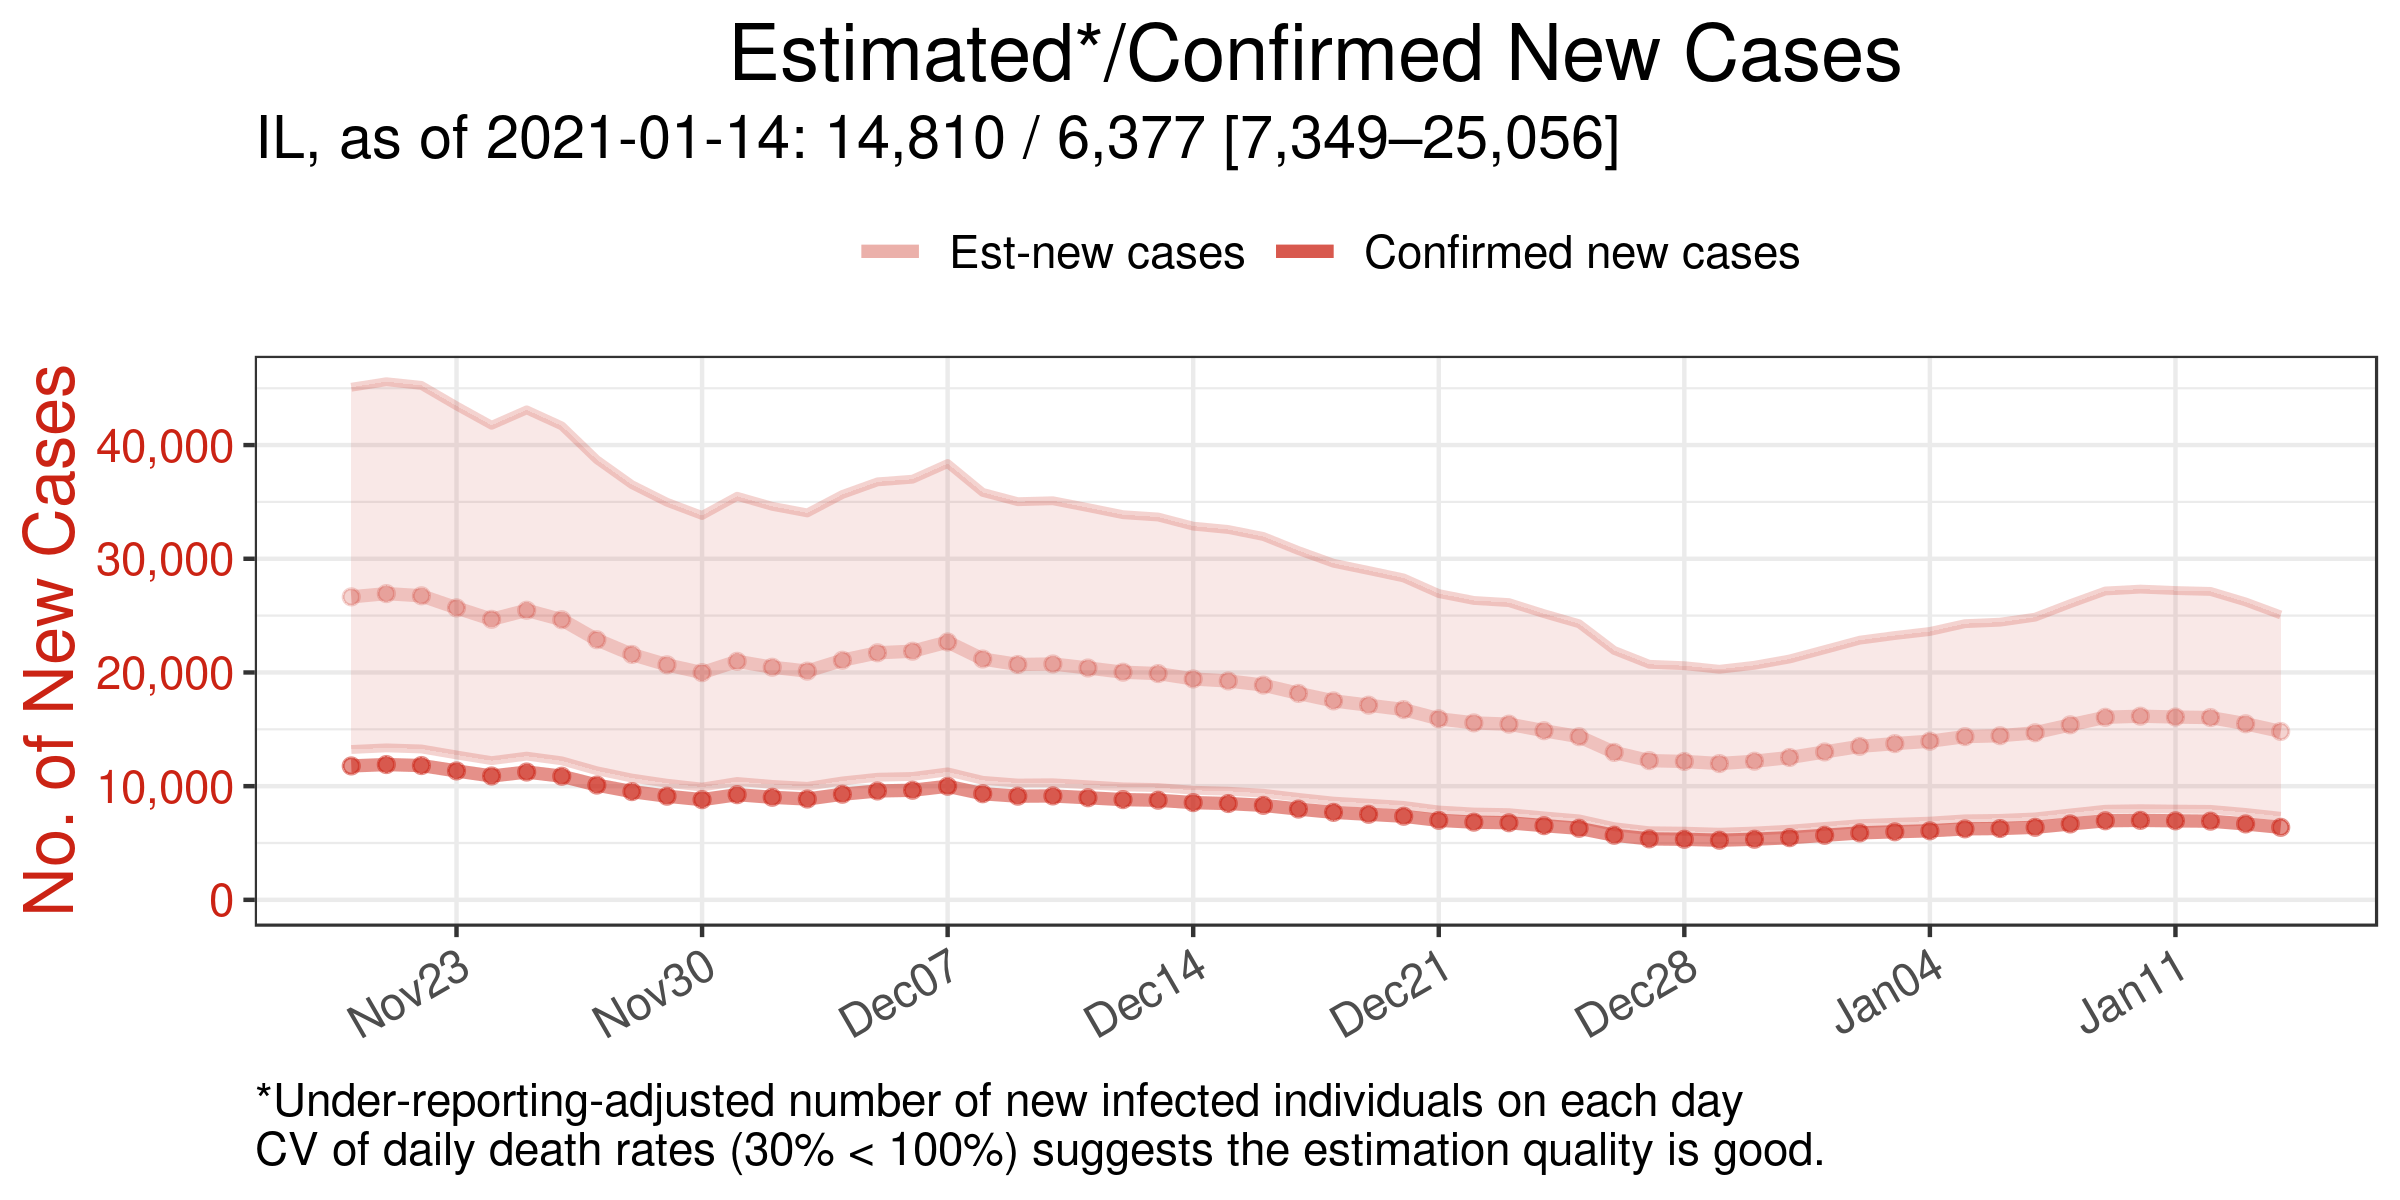 Estimated*/Confirmed New Cases
IL, as of 2021-01-14: 14,810 / 6,377 [7,349–25,056]
Est-new cases
Confirmed new cases
No. of New Cases
40,000
30,000
20,000
10,000
0
Nov23
Nov30
Dec07
Dec14
Dec21
Dec28
Jan04
Jan11
*Under-reporting-adjusted number of new infected individuals on each day
CV of daily death rates (30% < 100%) suggests the estimation quality is good.